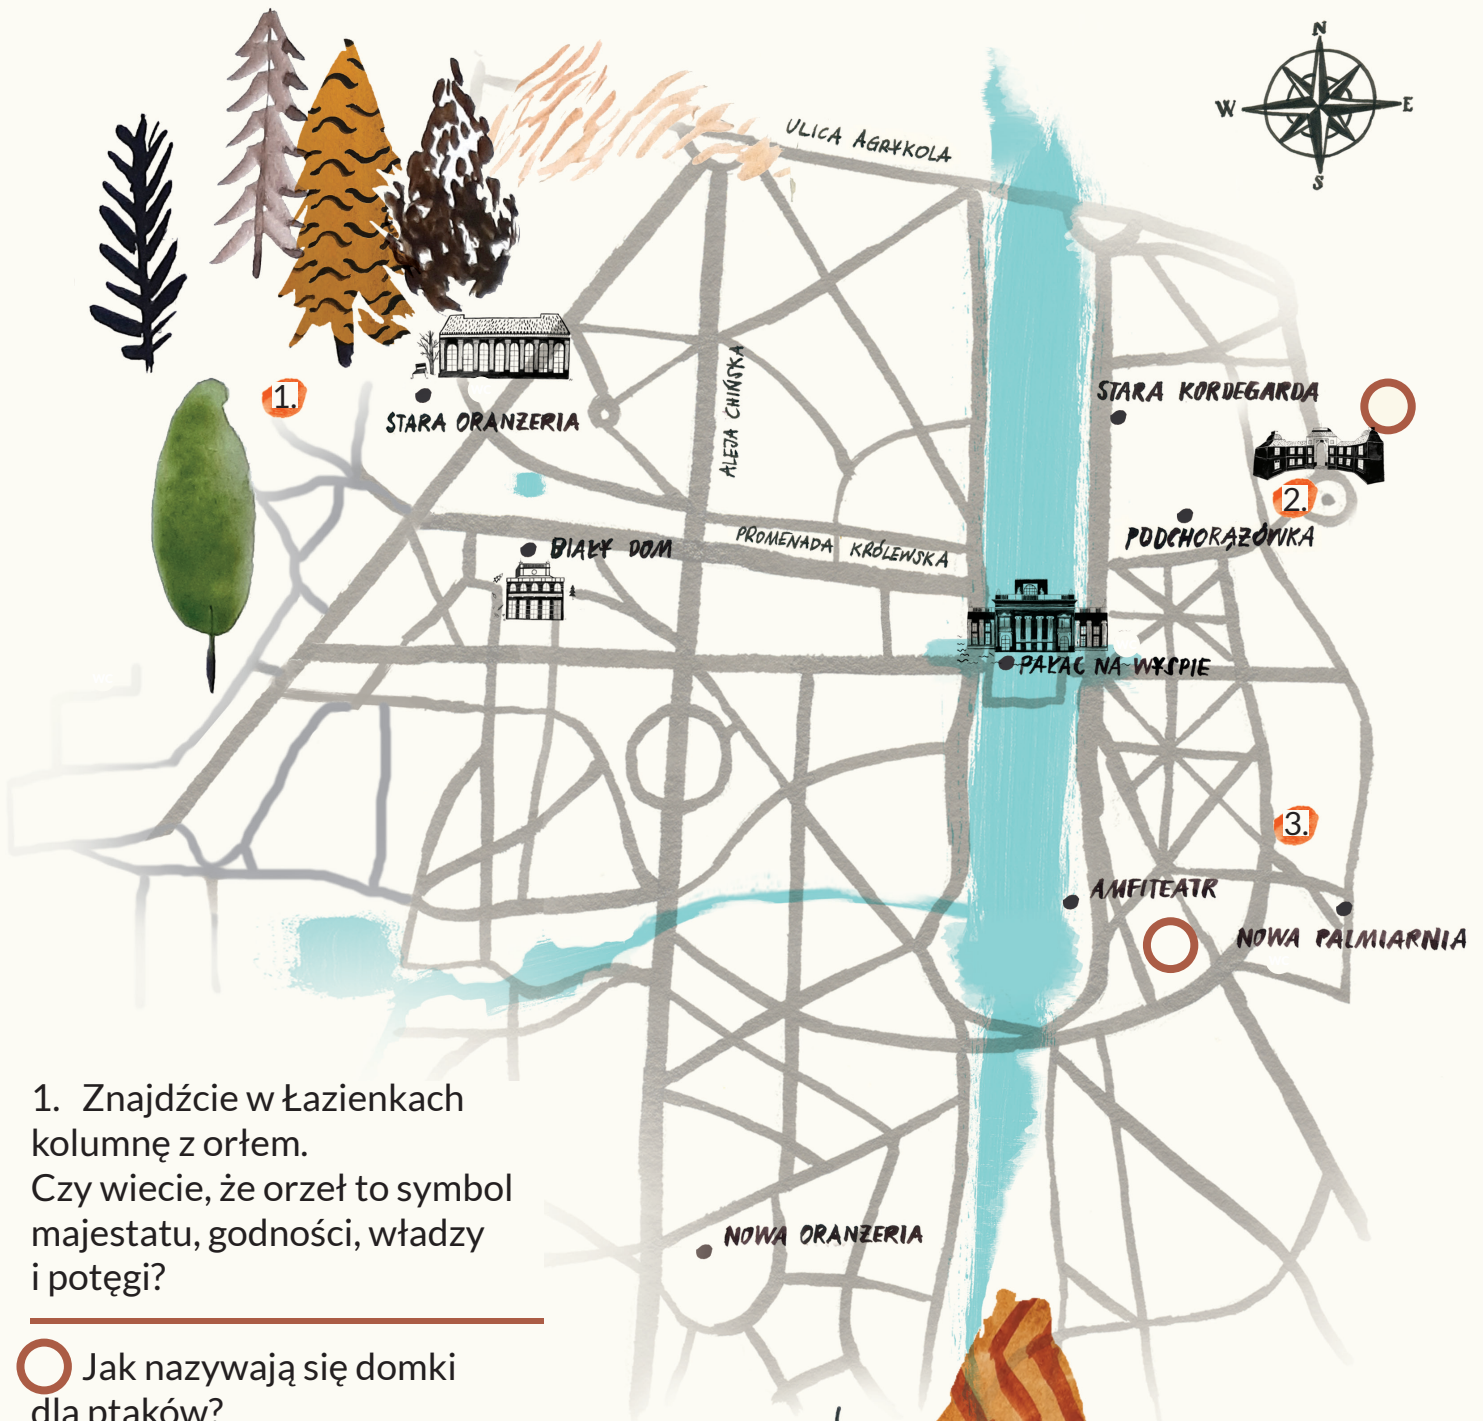 N
W E
S
ULICA AGRYKOLA
1.
STARA ORANŻERIA
ALEJA CHIŃSKA
STARA KORDEGARDA
2.
PODCHORĄŻÓWKA
BIAŁY DOM
PROMENADA KRÓLEWSKA
PAŁAC NA WYSPIE
3.
AMFITEATR
NOWA PALMIARNIA
1. Znajdźcie w Łazienkach
kolumnę z orłem.
Czy wiecie, że orzeł to symbol
majestatu, godności, władzy
i potęgi?
NOWA ORANŻERIA
Jak nazywają się domki
dla ptaków?